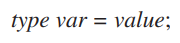 type var = value;